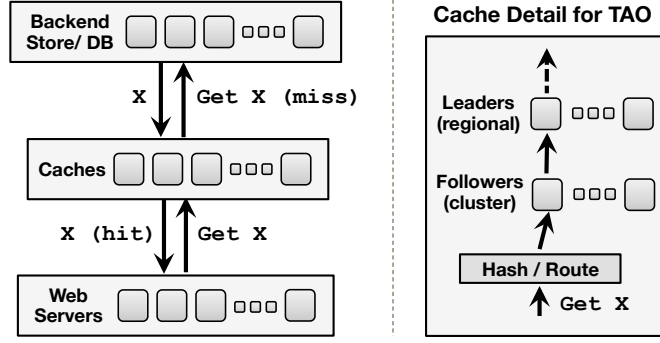 Backend
Store/ DB
X
Get X (miss)
Caches
X (hit)
Get X
Web
Servers
Cache Detail for TAO
Leaders
(regional)
Followers
(cluster)
Hash / Route
Get X